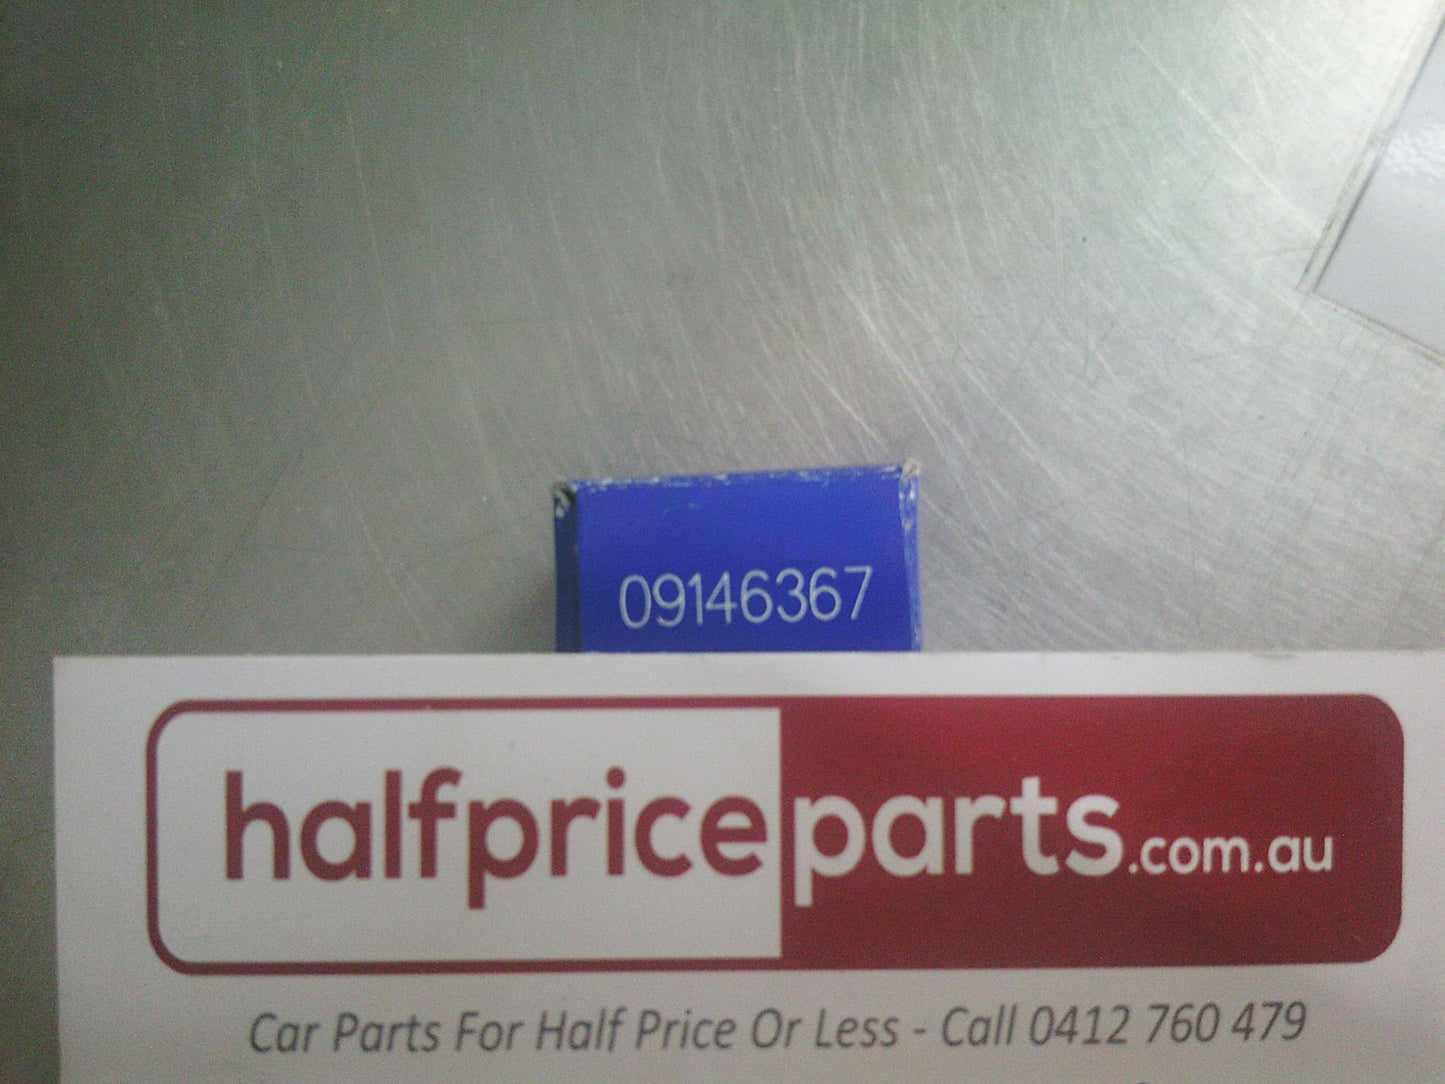 09146367
halfpriceparts.com.au
Car Parts For Half Price Or Less - Call 0412 760 479